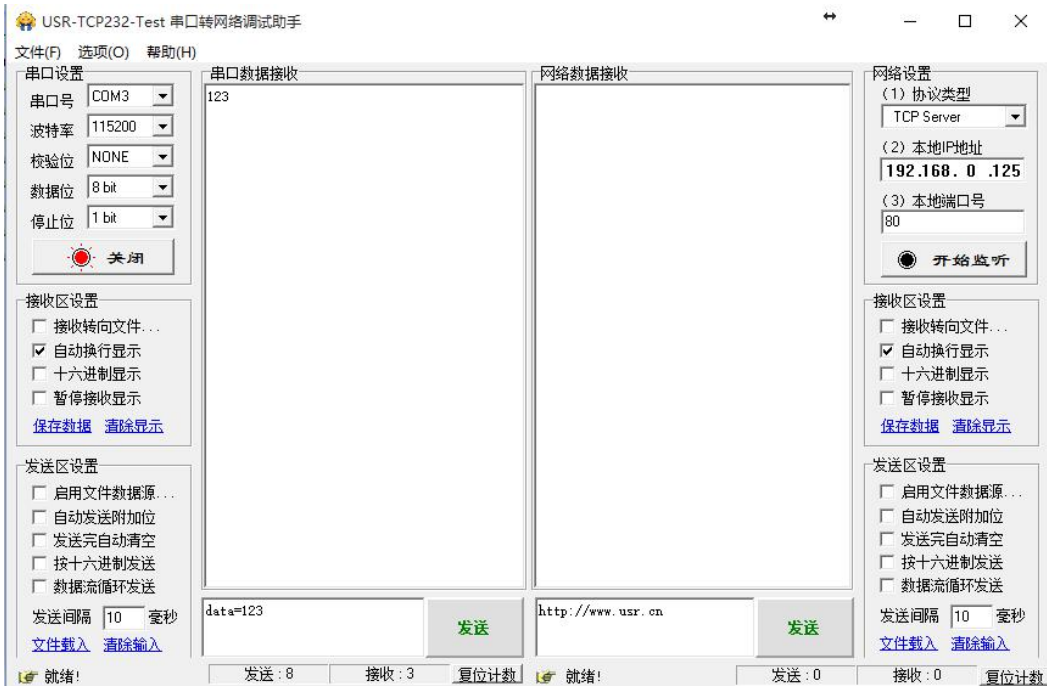 USR-TCP232-Test 串口转网络调试助手
文件(F) 选项(O) 帮助(H)
串口设置
串口号 COM3
波特率 115200
校验位 NONE
数据位 8 bit
停止位 1 bit
关闭
接收区设置
接收转向文件...
自动换行显示
十六进制显示
暂停接收显示
保存数据 清除显示
发送区设置
启用文件数据源...
自动发送附加位
发送完自动清空
按十六进制发送
数据流循环发送
发送间隔 10 毫秒
文件载入 清除输入
串口数据接收
123
data=123
发送
网络数据接收
http://www.usr.cn
发送
网络设置
(1) 协议类型
TCP Server
(2) 本地IP地址
192.168. 0 .125
(3) 本地端口号
80
开始监听
接收区设置
接收转向文件...
自动换行显示
十六进制显示
暂停接收显示
保存数据 清除显示
发送区设置
启用文件数据源...
自动发送附加位
发送完自动清空
按十六进制发送
数据流循环发送
发送间隔 10 毫秒
文件载入 清除输入
就绪! 发送:8 接收:3 复位计数
就绪! 发送:0 接收:0 复位计数